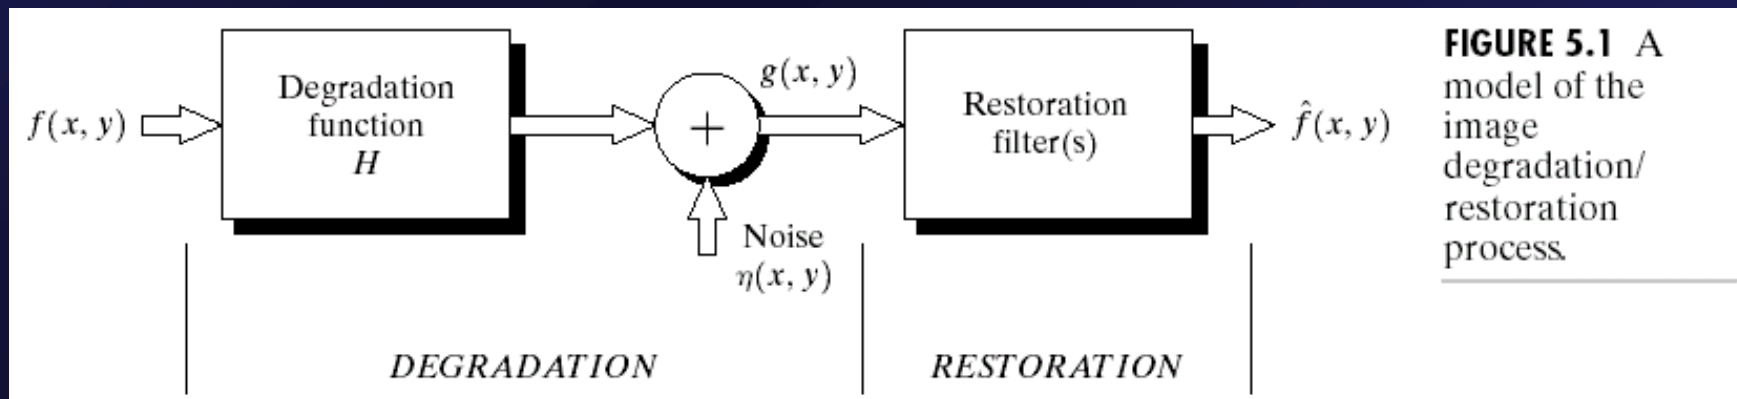 f(x, y)
Degradation
function
H
+
g(x, y)
Noise
η(x, y)
Restoration
filter(s)
f̂(x, y)
DEGRADATION
RESTORATION
FIGURE 5.1 A
model of the
image
degradation/
restoration
process.